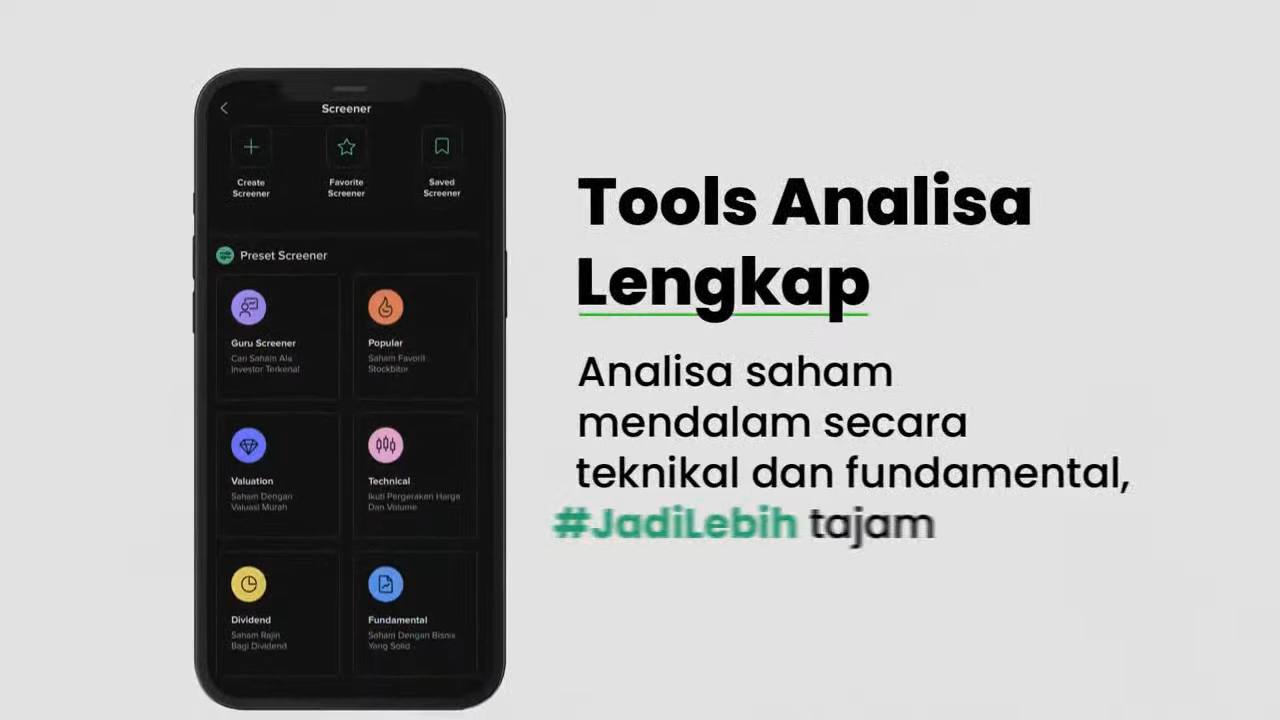 Screener
Create
Screener
Favorite
Screener
Saved
Screener
Preset Screener
Guru Screener
Cari Saham Ala
Investor Terkenal
Popular
Saham Favorit
Stockbitor
Valuation
Saham Dengan
Valuasi Murah
Technical
Ikuti Pergerakan Harga
Dan Volume
Dividend
Saham Rajin
Bagi Dividend
Fundamental
Saham Dengan Bisnis
Yang Solid
Tools Analisa
Lengkap
Analisa saham
mendalam secara
teknikal dan fundamental,
#JadiLebih tajam